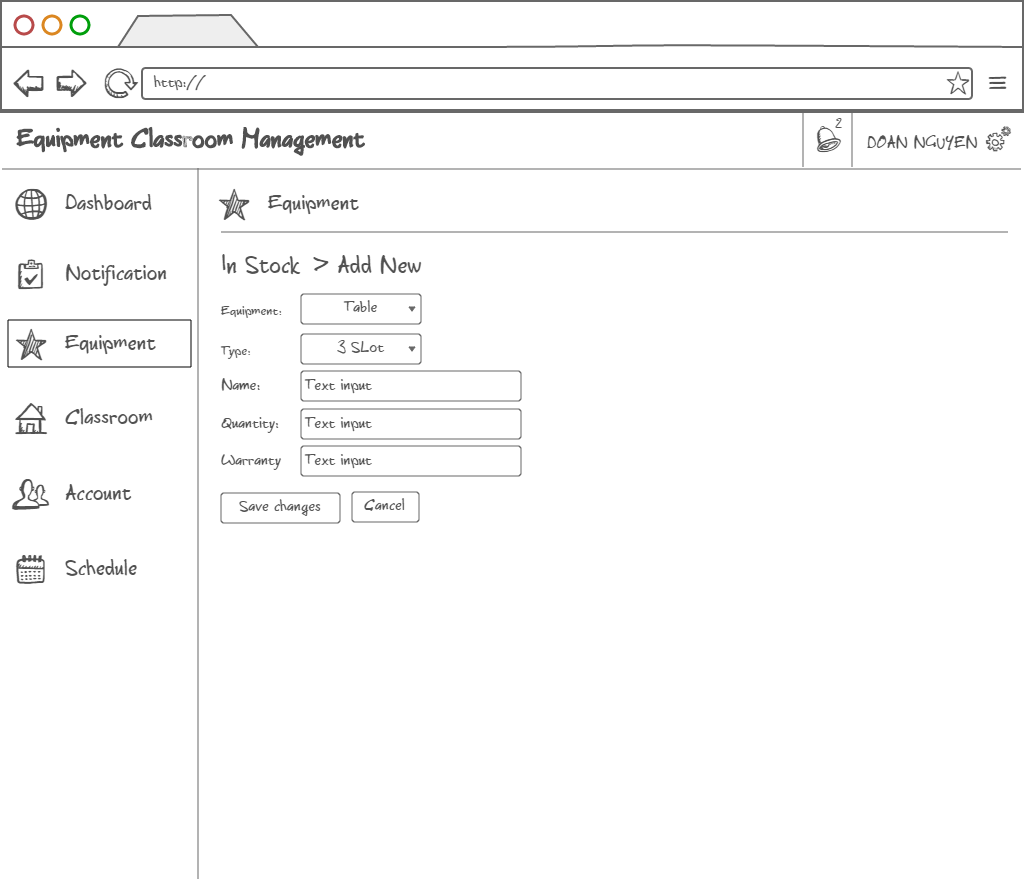 http://
Equipment Classroom Management
2
DOAN NGUYEN
Dashboard
Notification
Equipment
Classroom
Account
Schedule
Equipment
In Stock > Add New
Equipment: Table
Type: 3 SLot
Name: Text input
Quantity: Text input
Warranty Text input
Save changes Cancel